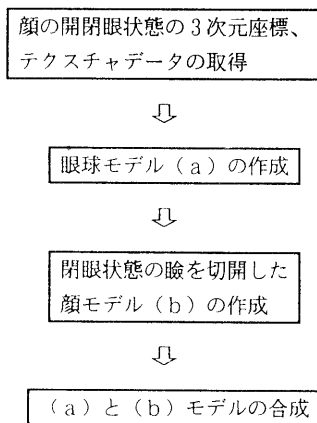 顔の開閉眼状態の3次元座標、
テクスチャデータの取得
⇩
眼球モデル(a)の作成
⇩
閉眼状態の瞼を切開した
顔モデル(b)の作成
⇩
(a)と(b)モデルの合成